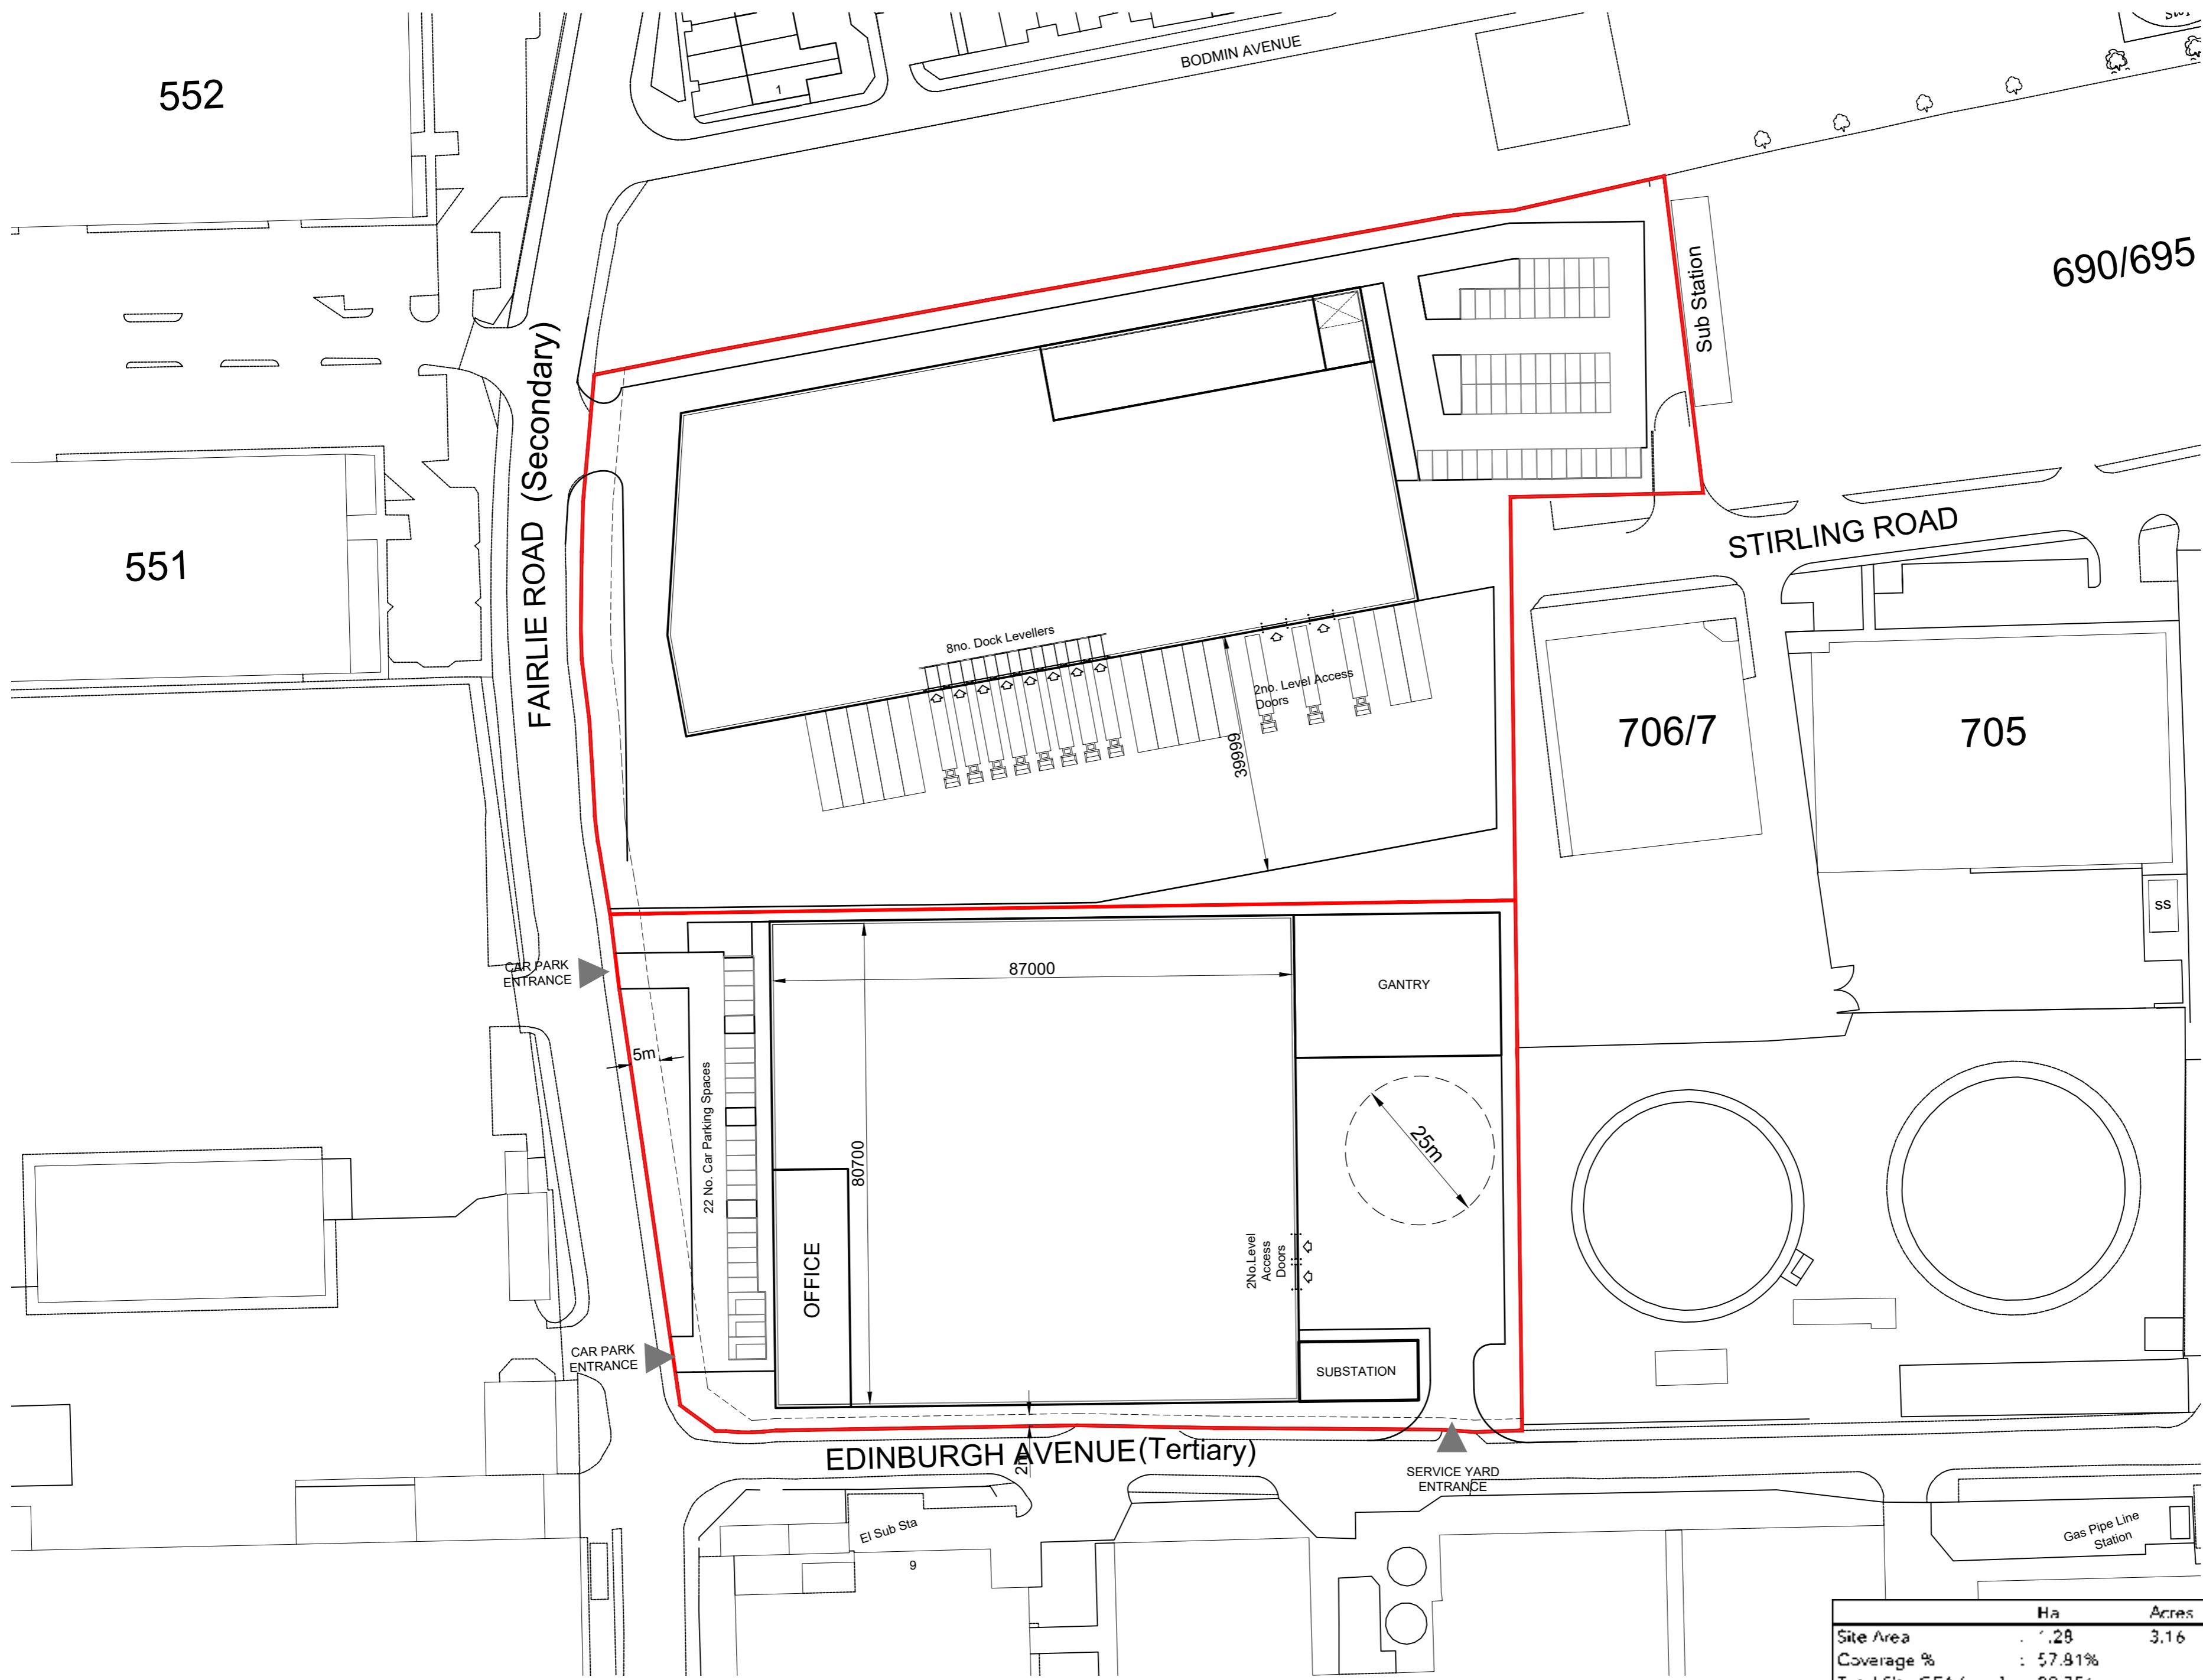 552
1
BODMIN AVENUE
690/695
Sub Station
FAIRLIE ROAD (Secondary)
551
STIRLING ROAD
8no. Dock Levellers
2no. Level Access
Doors
39999
706/7
705
SS
CAR PARK
ENTRANCE
87000
GANTRY
5m
22 No. Car Parking Spaces
80700
25m
OFFICE
2No.Level
Access
Doors
CAR PARK
ENTRANCE
SUBSTATION
EDINBURGH AVENUE(Tertiary)
SERVICE YARD
ENTRANCE
El Sub Sta
9
Gas Pipe Line
Station
Ha Acres
Site Area : 1.28 3.16
Coverage % : 57.81%